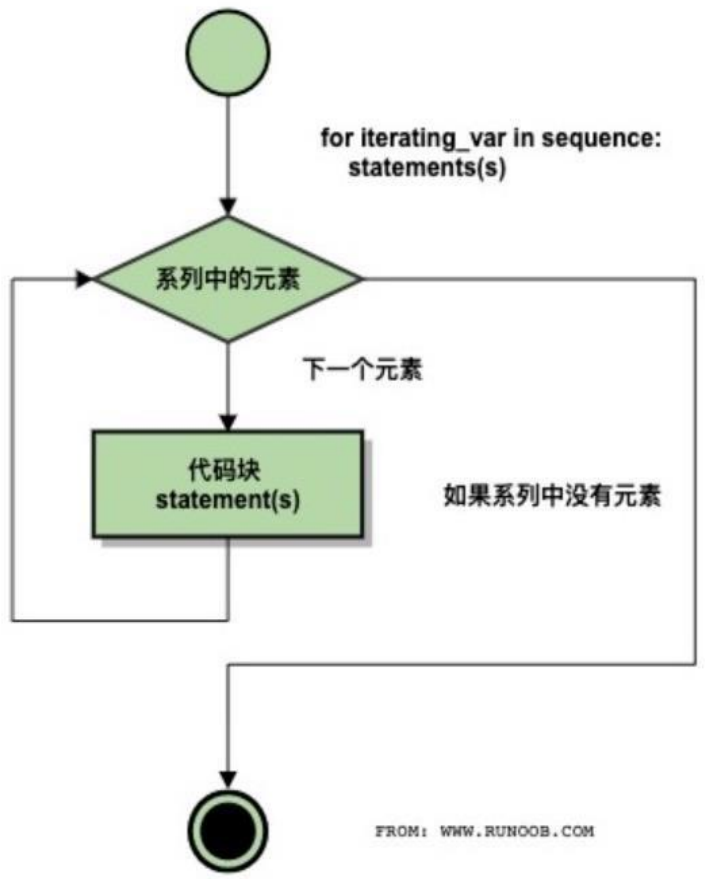 for iterating_var in sequence:
statements(s)
系列中的元素
下一个元素
代码块
statement(s)
如果系列中没有元素
FROM: WWW.RUNOOB.COM